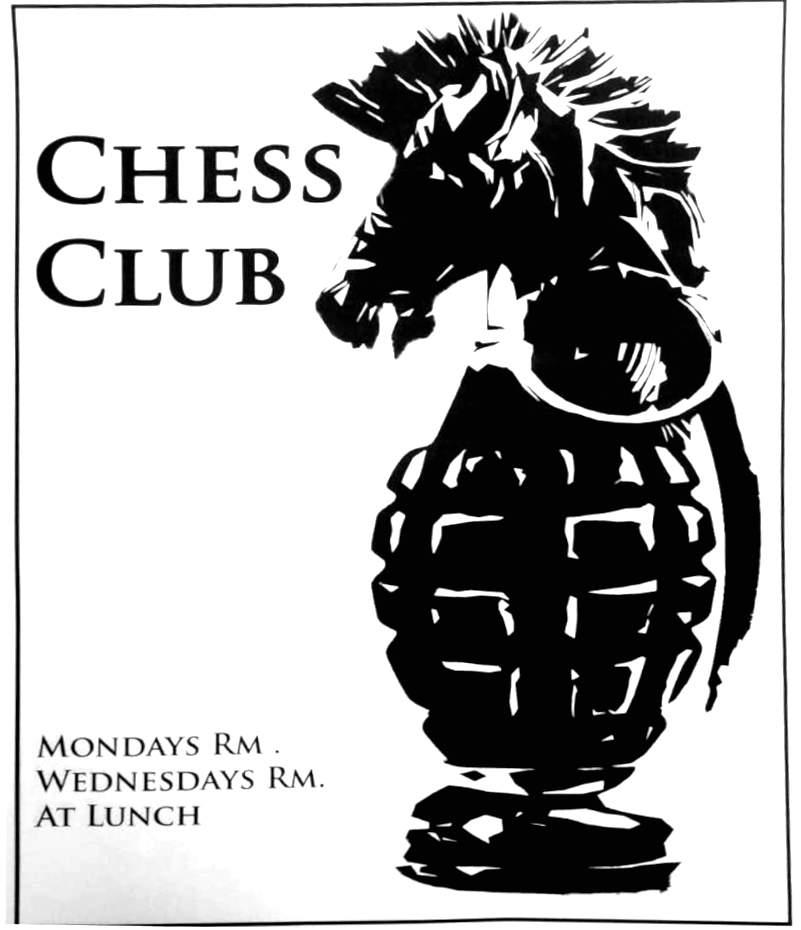 CHESS
CLUB
MONDAYS RM .
WEDNESDAYS RM.
AT LUNCH